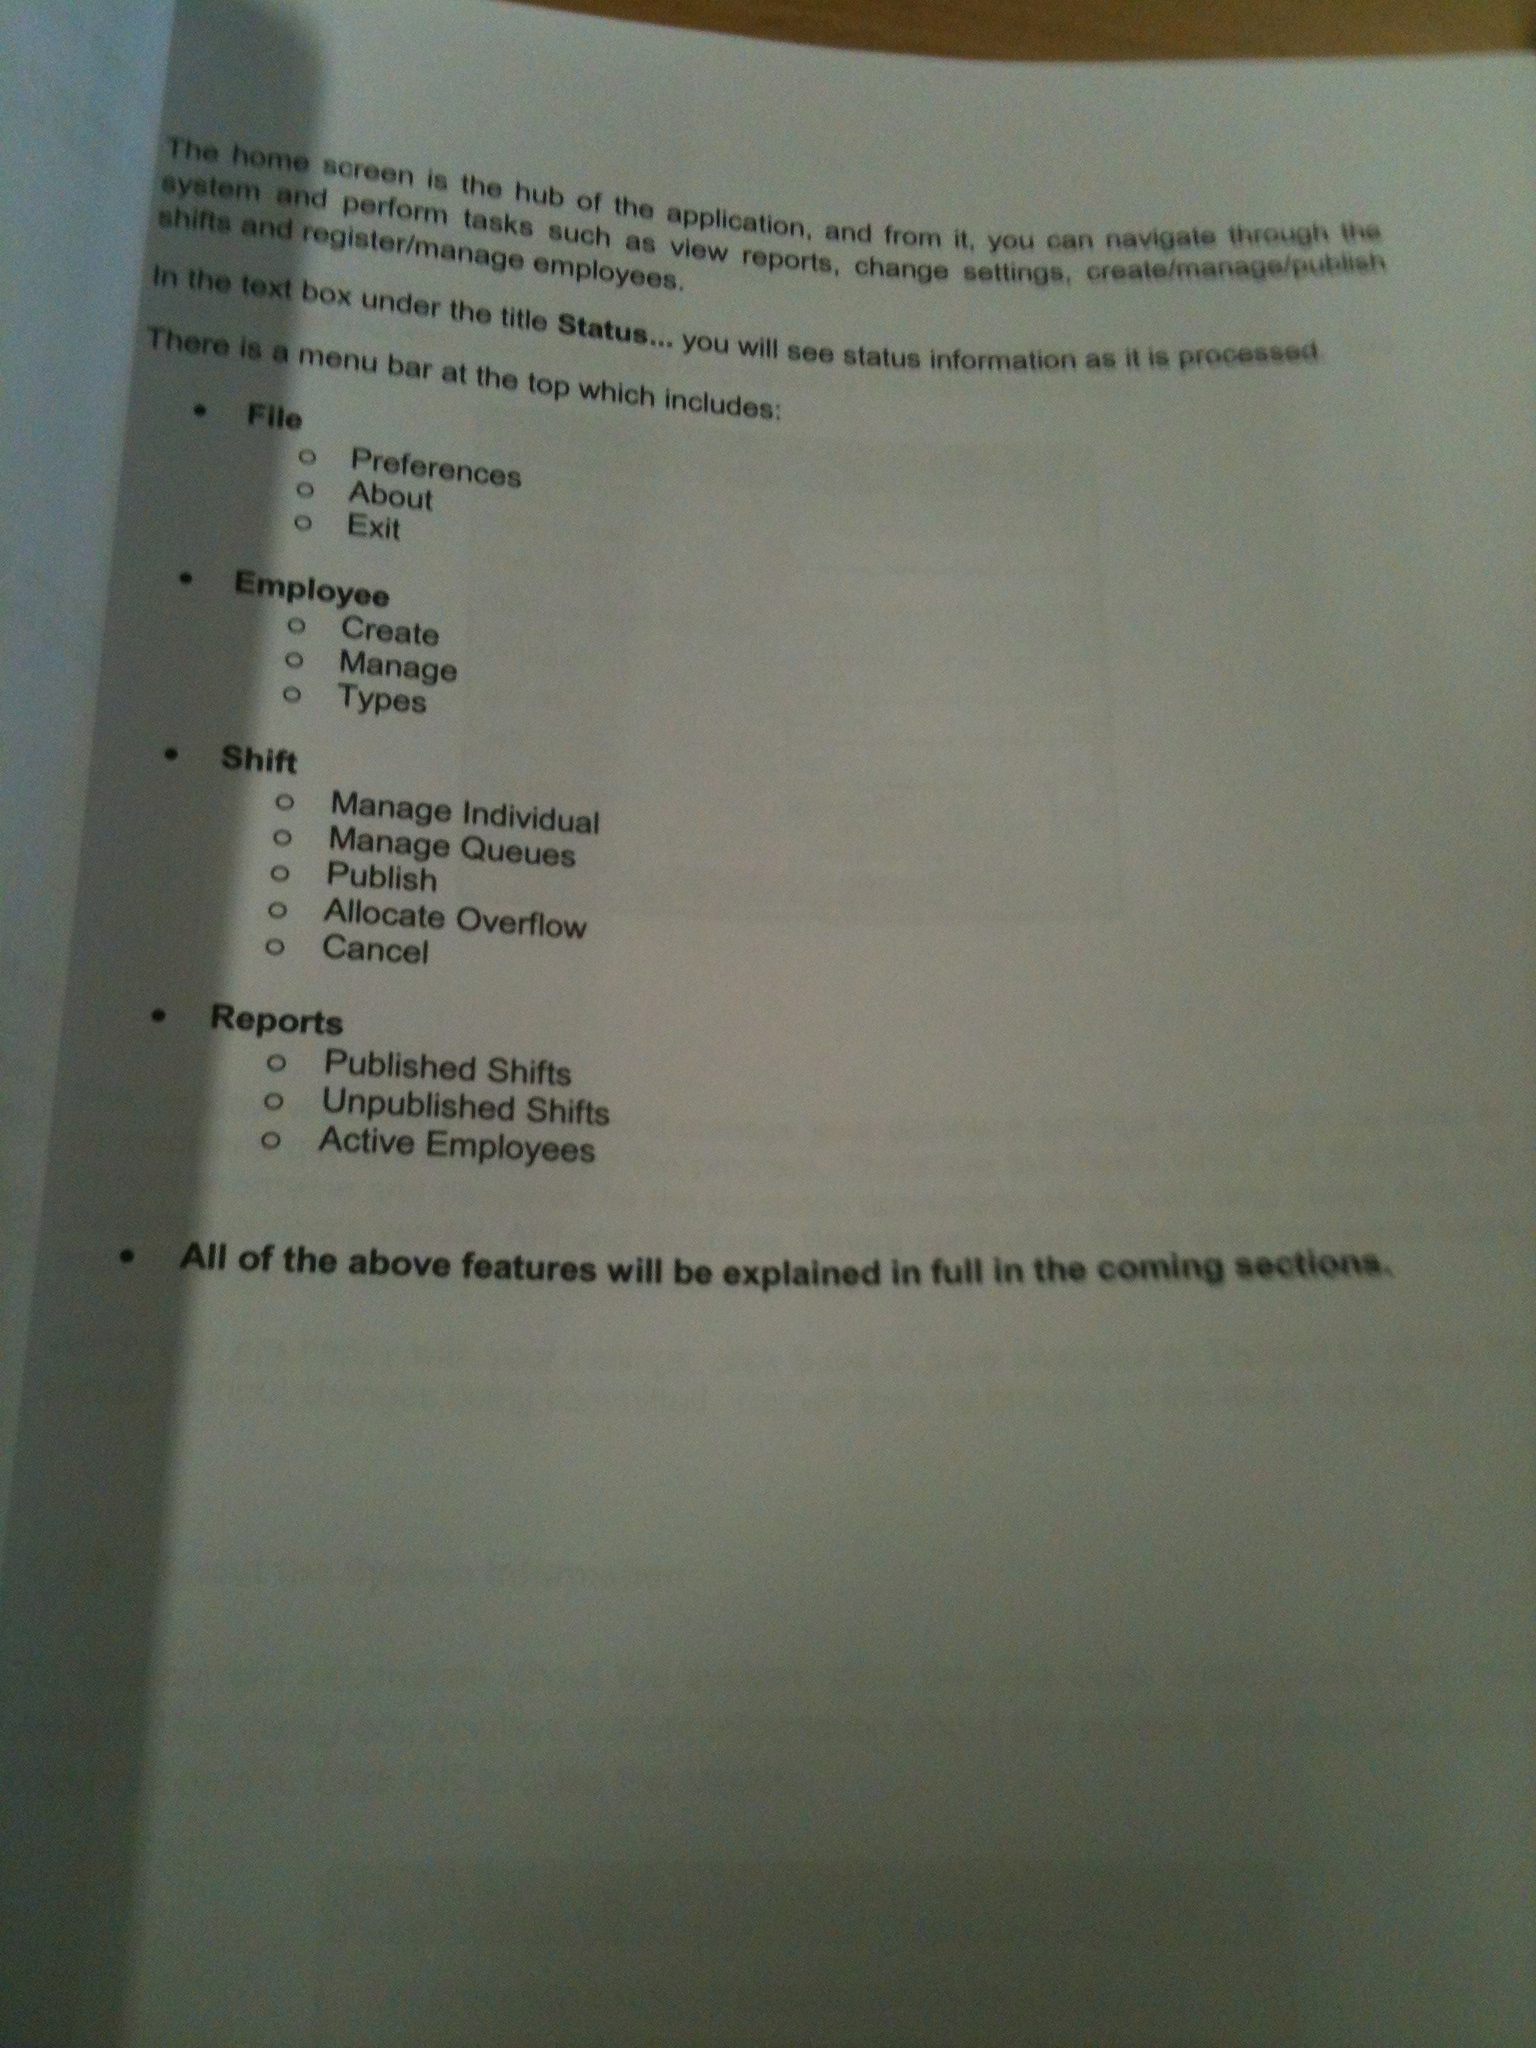 The home screen is the hub of the application, and from it, you can navigate through the
system and perform tasks such as view reports, change settings, create/manage/publish
shifts and register/manage employees.
In the text box under the title Status... you will see status information as it is processed
There is a menu bar at the top which includes:
• File
o Preferences
o About
o Exit
• Employee
o Create
o Manage
o Types
• Shift
o Manage Individual
o Manage Queues
o Publish
o Allocate Overflow
o Cancel
• Reports
o Published Shifts
o Unpublished Shifts
o Active Employees
• All of the above features will be explained in full in the coming sections.